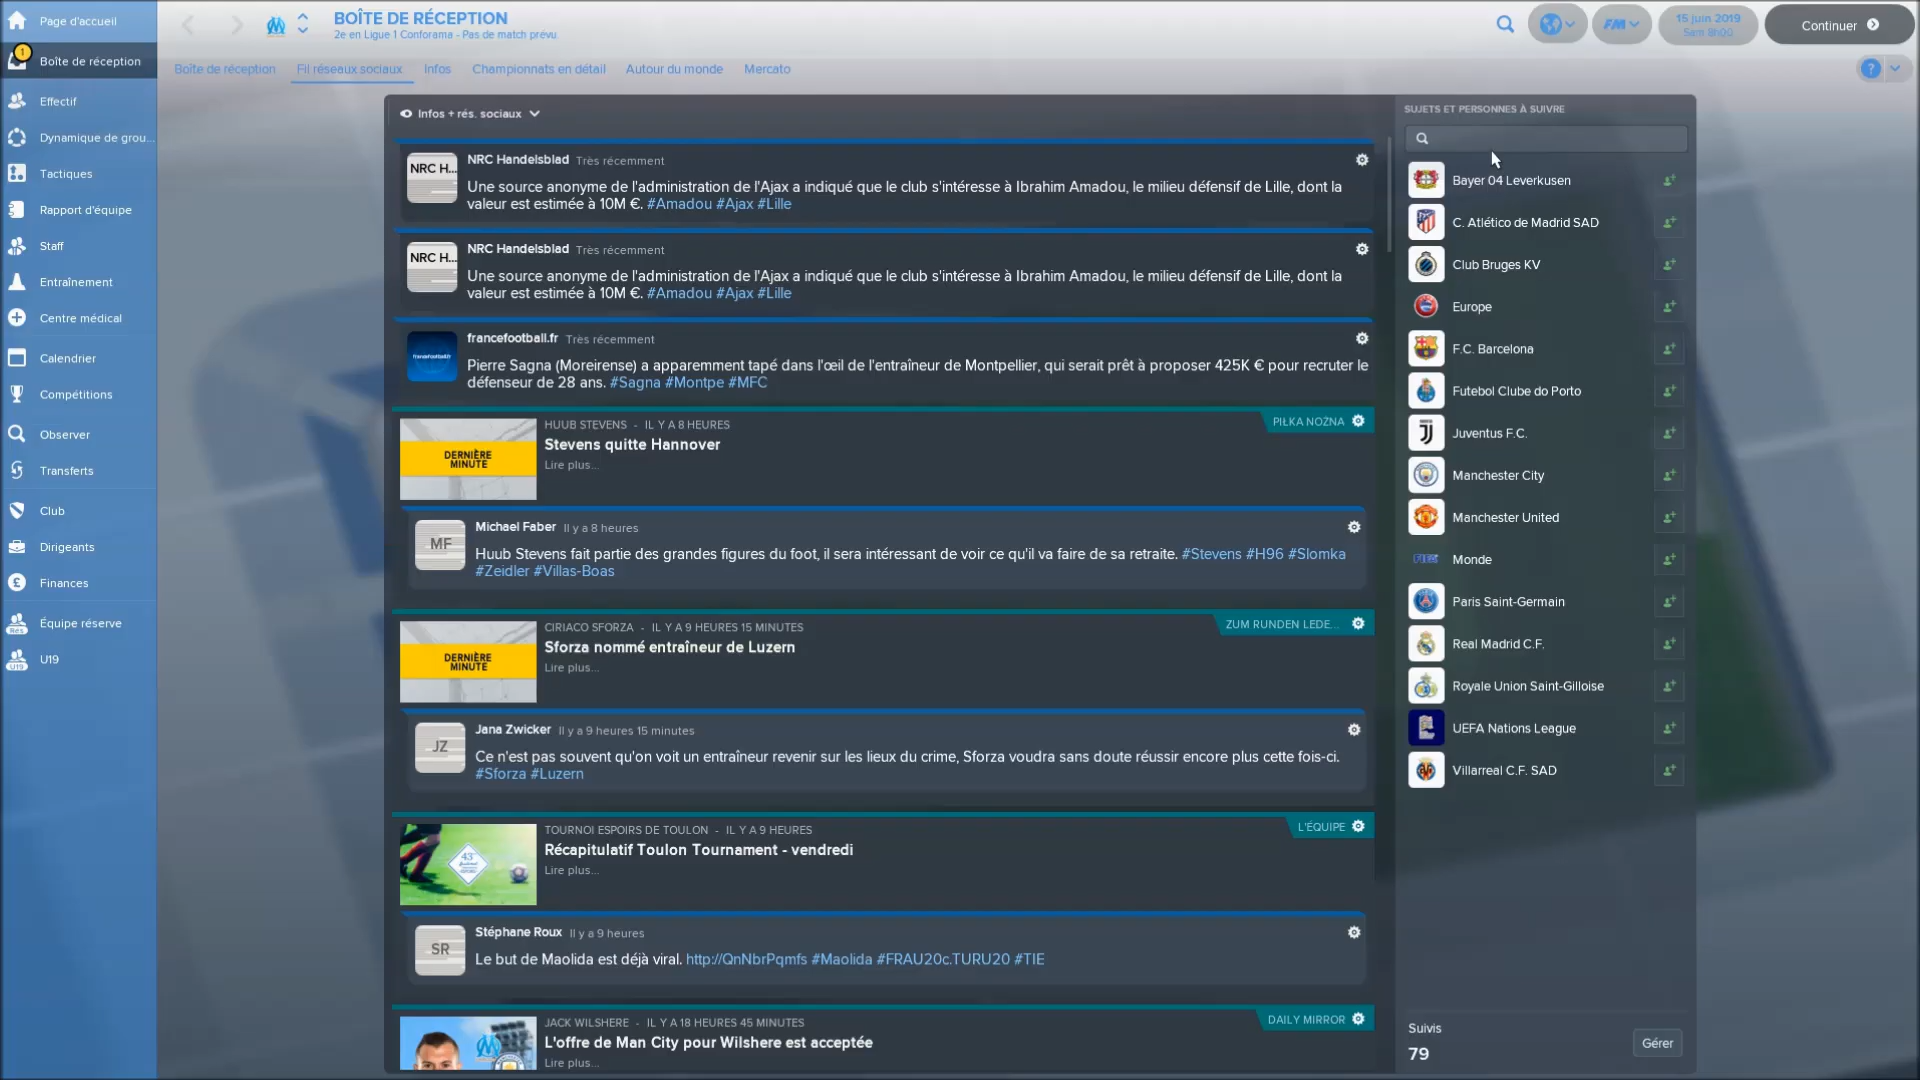 Page d'accueil
1
Boîte de réception
Effectif
Dynamique de grou...
Tactiques
Rapport d'équipe
Staff
Entraînement
Centre médical
Calendrier
Compétitions
Observer
Transferts
Club
Dirigeants
Finances
Équipe réserve
U19
BOÎTE DE RÉCEPTION
2e en Ligue 1 Conforama - Pas de match prévu
FM
15 juin 2019
Sam 8h00
Continuer
Boîte de réception
Fil réseaux sociaux
Infos
Championnats en détail
Autour du monde
Mercato
?
Infos + rés. sociaux
NRC H...
NRC Handelsblad Très récemment
Une source anonyme de l'administration de l'Ajax a indiqué que le club s'intéresse à Ibrahim Amadou, le milieu défensif de Lille, dont la
valeur est estimée à 10M €. #Amadou #Ajax #Lille
NRC H...
NRC Handelsblad Très récemment
Une source anonyme de l'administration de l'Ajax a indiqué que le club s'intéresse à Ibrahim Amadou, le milieu défensif de Lille, dont la
valeur est estimée à 10M €. #Amadou #Ajax #Lille
francefootball.fr
francefootball.fr Très récemment
Pierre Sagna (Moreirense) a apparemment tapé dans l'œil de l'entraîneur de Montpellier, qui serait prêt à proposer 425K € pour recruter le
défenseur de 28 ans. #Sagna #Montpe #MFC
DERNIÈRE
MINUTE
HUUB STEVENS - IL Y A 8 HEURES
PIŁKA NOŻNA
Stevens quitte Hannover
Lire plus...
MF
Michael Faber Il y a 8 heures
Huub Stevens fait partie des grandes figures du foot, il sera intéressant de voir ce qu'il va faire de sa retraite. #Stevens #H96 #Slomka
#Zeidler #Villas-Boas
DERNIÈRE
MINUTE
CIRIACO SFORZA - IL Y A 9 HEURES 15 MINUTES
ZUM RUNDEN LEDE...
Sforza nommé entraîneur de Luzern
Lire plus...
JZ
Jana Zwicker Il y a 9 heures 15 minutes
Ce n'est pas souvent qu'on voit un entraîneur revenir sur les lieux du crime, Sforza voudra sans doute réussir encore plus cette fois-ci.
#Sforza #Luzern
TOURNOI ESPOIRS DE TOULON - IL Y A 9 HEURES
L'ÉQUIPE
Récapitulatif Toulon Tournament - vendredi
Lire plus...
SR
Stéphane Roux Il y a 9 heures
Le but de Maolida est déjà viral. http://QnNbrPqmfs #Maolida #FRAU20c.TURU20 #TIE
JACK WILSHERE - IL Y A 18 HEURES 45 MINUTES
DAILY MIRROR
L'offre de Man City pour Wilshere est acceptée
Lire plus...
SUJETS ET PERSONNES À SUIVRE
Bayer 04 Leverkusen
C. Atlético de Madrid SAD
Club Bruges KV
Europe
F.C. Barcelona
Futebol Clube do Porto
Juventus F.C.
Manchester City
Manchester United
FIFA
Monde
Paris Saint-Germain
Real Madrid C.F.
Royale Union Saint-Gilloise
UEFA Nations League
Villarreal C.F. SAD
Suivis
79
Gérer